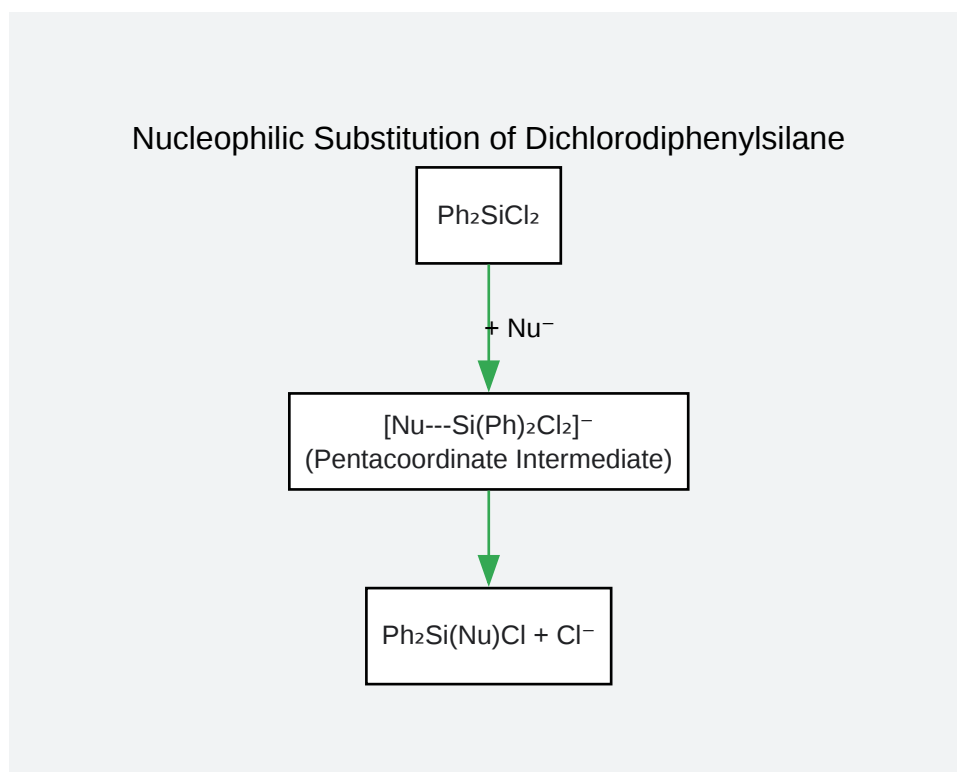 Nucleophilic Substitution of Dichlorodiphenylsilane
Ph₂SiCl₂
+ Nu⁻
[Nu---Si(Ph)₂Cl₂]⁻
(Pentacoordinate Intermediate)
Ph₂Si(Nu)Cl + Cl⁻